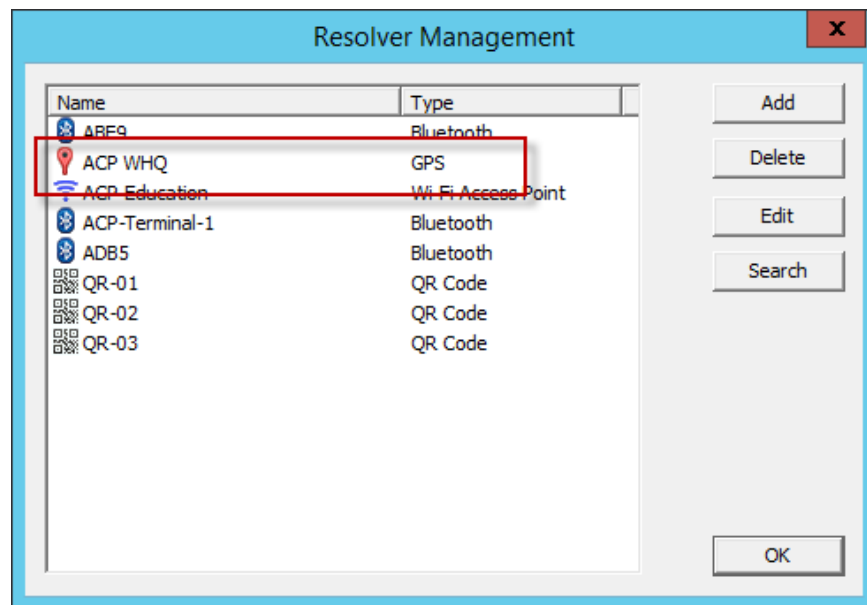 Resolver Management
x
Name Type
ABE9 Bluetooth
ACP WHQ GPS
ACP Education Wi-Fi Access Point
ACP-Terminal-1 Bluetooth
ADB5 Bluetooth
QR-01 QR Code
QR-02 QR Code
QR-03 QR Code
Add
Delete
Edit
Search
OK